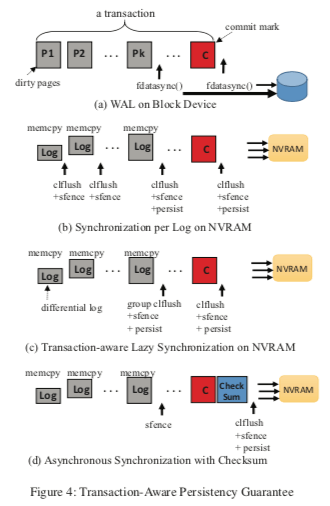 a transaction
commit mark
P1 P2 ... Pk ... C
dirty pages
fdatasync() fdatasync()
(a) WAL on Block Device
memcpy memcpy memcpy
Log Log ... Log ... C NVRAM
clflush clflush clflush clflush
+sfence +sfence +sfence +sfence
+persist +persist
(b) Synchronization per Log on NVRAM
memcpy memcpy memcpy
Log Log ... Log ... C NVRAM
differential log
group clflush clflush
+sfence +sfence
+ persist + persist
(c) Transaction-aware Lazy Synchronization on NVRAM
memcpy memcpy memcpy
Log Log ... Log ... C Check Sum NVRAM
sfence clflush
+sfence
+ persist
(d) Asynchronous Synchronization with Checksum
Figure 4: Transaction-Aware Persistency Guarantee